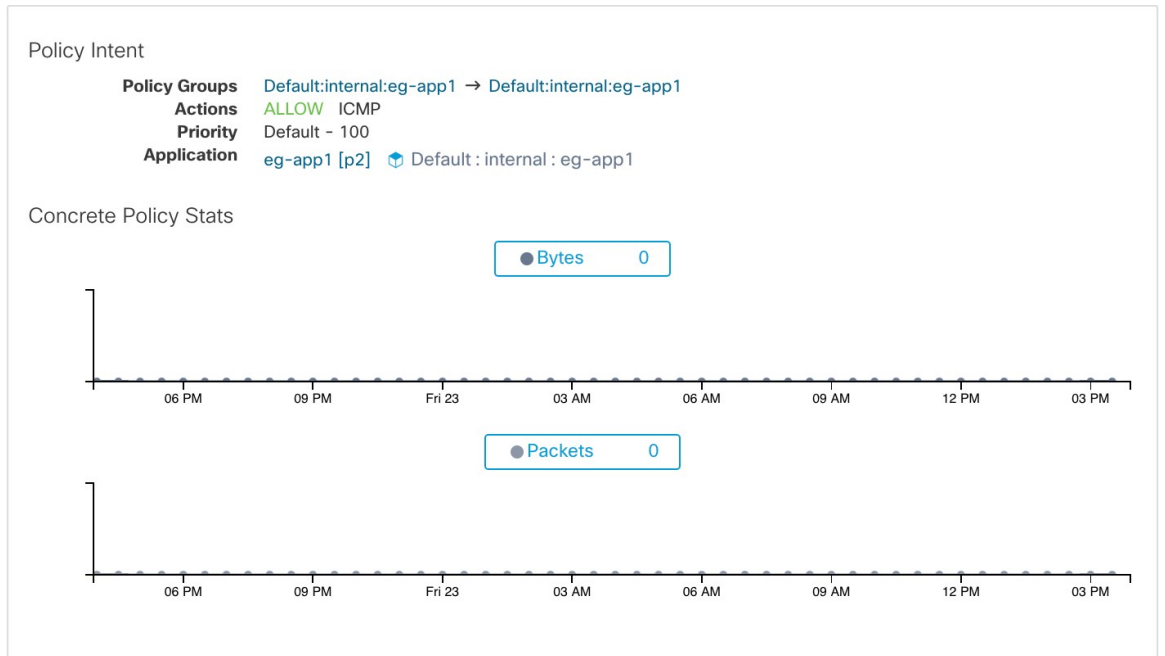 Policy Intent
Policy Groups Default:internal:eg-app1 → Default:internal:eg-app1
Actions ALLOW ICMP
Priority Default - 100
Application eg-app1 [p2] Default : internal : eg-app1
Concrete Policy Stats
Bytes 0
06 PM 09 PM Fri 23 03 AM 06 AM 09 AM 12 PM 03 PM
Packets 0
06 PM 09 PM Fri 23 03 AM 06 AM 09 AM 12 PM 03 PM